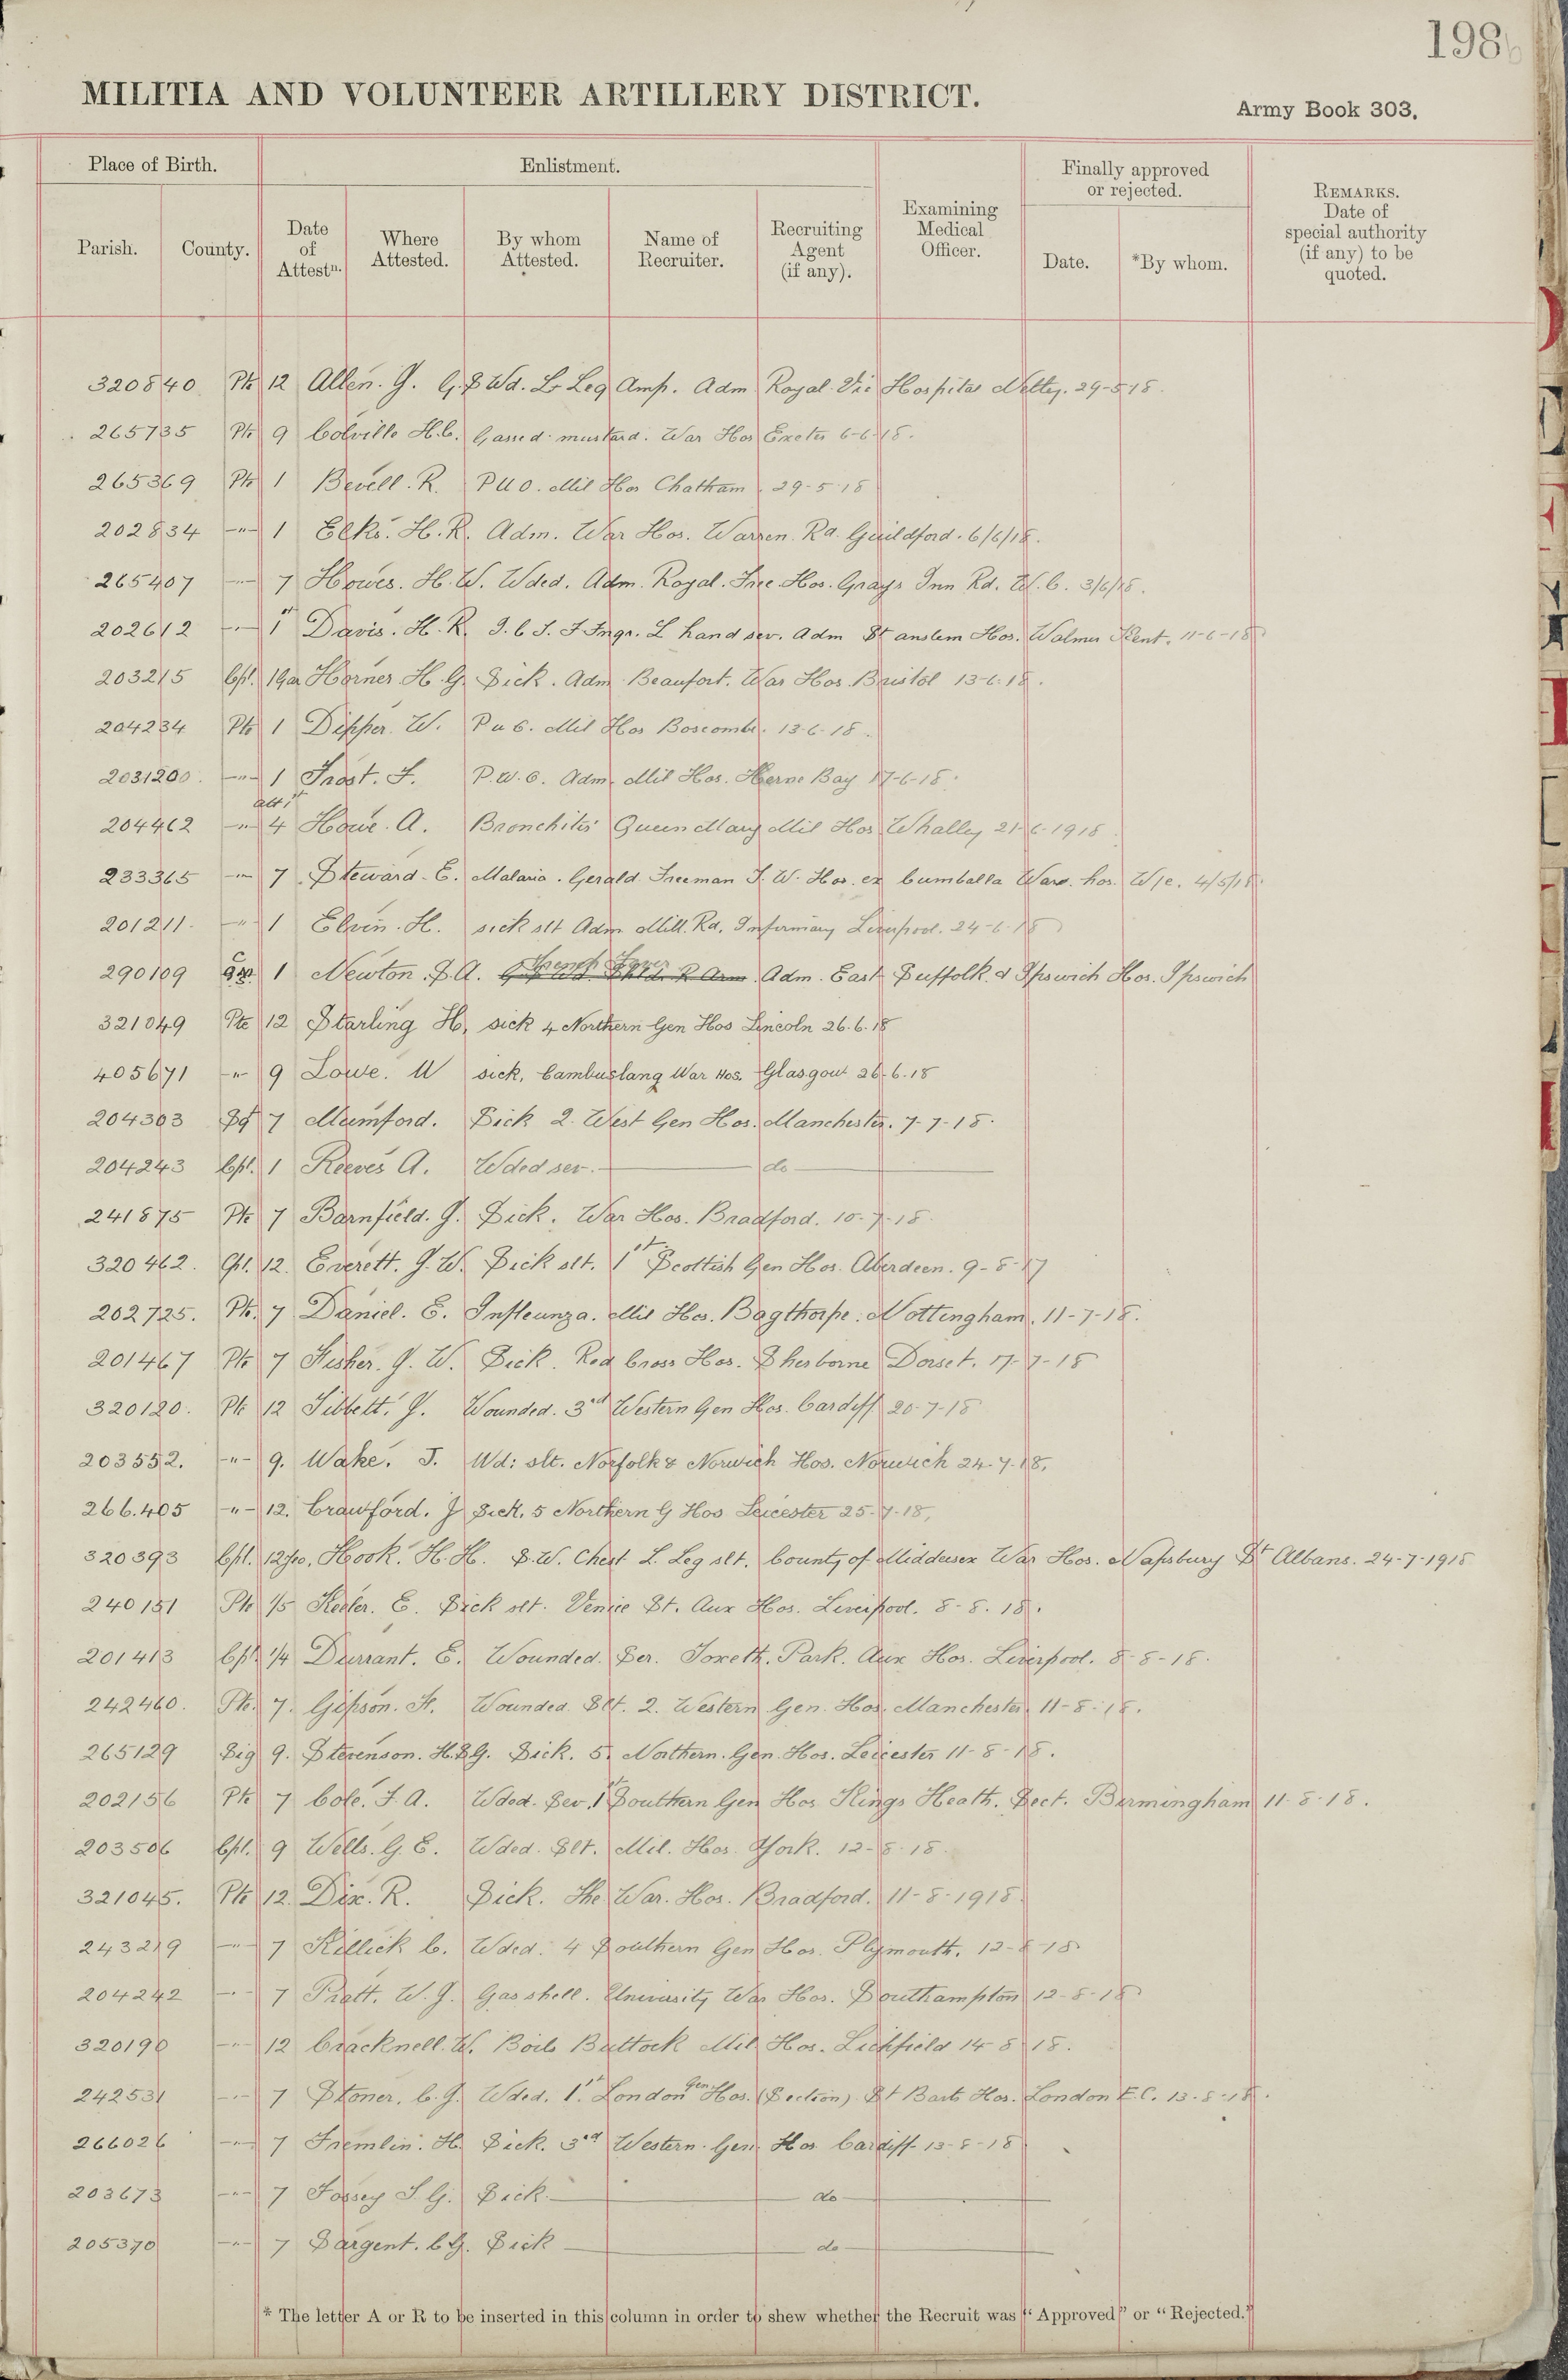 198
MILITIA AND VOLUNTEER ARTILLERY DISTRICT.
Army Book 303.
Place of Birth.
Enlistment.
Finally approved or rejected.
REMARKS. Date of special authority (if any) to be quoted.
Parish.
County.
Date of Attestn.
Where Attested.
By whom Attested.
Name of Recruiter.
Recruiting Agent (if any).
Examining Medical Officer.
Date.
*By whom.
320840 Pte 12 Allen. G. G.S Wd. Lr Leg Amp. Adm Royal Vic Hospital Netley. 29-5-18.
265735 Pte 9 Colville H.C. Gassed mustard. War Hos Exeter 6-6-18.
265369 Pte 1 Bevell. R. PUO. Mil Hos Chatham 29-5-18
202834 -"- 1 Elks. H.R. Adm. War Hos. Warren Rd. Guildford. 6/6/18.
265407 -"- 7 Howes. H.W. Wded. Adm. Royal. Free Hos. Grays Inn Rd. W.C. 3/6/18.
202612 -"- 1st Davis. H.R. I.C.T. F Fngr. L hand sev. Adm St anslem Hos. Walmer Kent. 11-6-18
203215 Cpl. 1Gar Horner H.G. Sick. Adm Beaufort. War Hos Bristol 13-6-18.
204234 Pte 1 Dipper. W. P u O. Mil Hos Boscombe. 13-6-18.
2031200. -"- 1 Frost. F. P.U.O. Adm. Mil Hos. Herne Bay 17-6-18.
att 1st
204462 -"- 4 Howe. A. Bronchitis Queen Mary Mil Hos Whalley 21-6-1918
233365 -"- 7 Steward. E. Malaria. Gerald Freeman T. W. Hos. ex Cumballa War. hos. W/e. 4/5/18.
201211. -"- 1 Elvin. H. sick slt Adm Mill. Rd. Infirmary Liverpool. 24-6-18
290109 1 Newton. S.A. Trench Fever Adm. East Suffolk & Ipswich Hos. Ipswich
321049 Pte 12 Starling H, sick 4 Northern Gen Hos Lincoln 26.6.18
405671 -"- 9 Lowe. W sick, Cambuslang War Hos. Glasgow 26.6.18
204303 Sgt 7 Mumford. Sick 2. West Gen Hos. Manchester. 7-7-18.
204243 Cpl. 1 Reeves A. Wded sev. do
241875 Pte 7 Barnfield. G. Sick. War Hos. Bradford. 10-7-18.
320462. Cpl. 12. Everett. G.W. Sick slt. 1st Scottish Gen Hos. Aberdeen. 9-8-17
202725. Pte. 7 Daniel. E. Infleunza. Mil Hos. Bagthorpe. Nottingham. 11-7-18.
201467 Pte 7 Fisher. G. W. Sick. Red Cross Hos. Sherborne Dorset. 17-7-18
320120. Pte 12 Tibbett. G. Wounded. 3rd Western Gen Hos. Cardiff 20-7-18
203552. -"- 9. Wake. J. Wd: slt. Norfolk & Norwich Hos. Norwich 24-7-18.
266.405 -"- 12. Crawford. J Sick, 5 Northern G Hos Leicester 25-7-18,
320393 Cpl. 12Yeo. Hook. H.H. S.W. Chest L. Leg slt. County of Middlesex War Hos. Napsbury St Albans. 24-7-1918
240151 Pte 1/5 Keeler. E. Sick slt. Venice St. Aux Hos. Liverpool. 8-8-18.
201413 Cpl 1/4 Durrant. E. Wounded. Sev. Toxeth. Park. Aux Hos. Liverpool. 8-8-18.
242460. Pte. 7. Gipson. H. Wounded. Slt. 2. Western Gen. Hos. Manchester 11-8-18.
265129 Sig 9. Stevenson. H.S.G. Sick. 5. Northern. Gen. Hos. Leicester 11-8-18.
202156 Pte 7 Cole. F.A. Wded. Sev. 1st Southern Gen Hos Kings Heath. Sect. Birmingham 11-8-18.
203506 Cpl. 9 Wells. G.E. Wded. Slt. Mil. Hos. York. 12-8-18.
321045. Pte 12. Dix. R. Sick. The War. Hos. Bradford. 11-8-1918.
243219 -"- 7 Killick C. Wded. 4 Southern Gen Hos. Plymouth. 12-8-18
204242 -"- 7 Pratt. W.G. Gas shell. University War Hos. Southampton 12-8-18
320190 -"- 12 Cracknell. W. Boils Buttock Mil Hos. Lichfield 14-8-18.
242531 -"- 7 Stoner. C.G. Wded. 1st London Gen Hos. (Section) St Barts Hos. London E.C. 13-8-18.
266026 -"- 7 Fremlin. H. Sick. 3rd Western Gen Hos Cardiff 13-8-18
203673 -"- 7 Fossey S.G. Sick. do
205370 -"- 7 Sargent. C.G. Sick do
* The letter A or R to be inserted in this column in order to shew whether the Recruit was "Approved" or "Rejected."